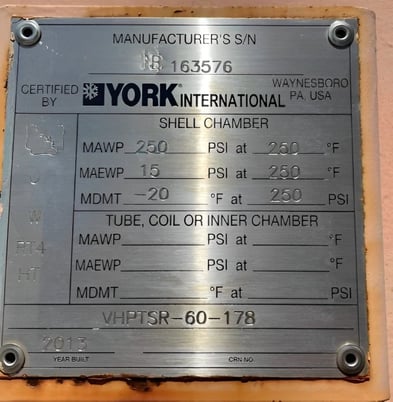 MANUFACTURER'S S/N
NB 163576
CERTIFIED BY YORK INTERNATIONAL WAYNESBORO PA, USA
SHELL CHAMBER
MAWP 250 PSI at 250 °F
MAEWP 15 PSI at 250 °F
MDMT -20 °F at 250 PSI
U
W
RT4
HT
TUBE, COIL OR INNER CHAMBER
MAWP PSI at °F
MAEWP PSI at °F
MDMT °F at PSI
VHPTSR-60-178
2013
YEAR BUILT CRN NO.